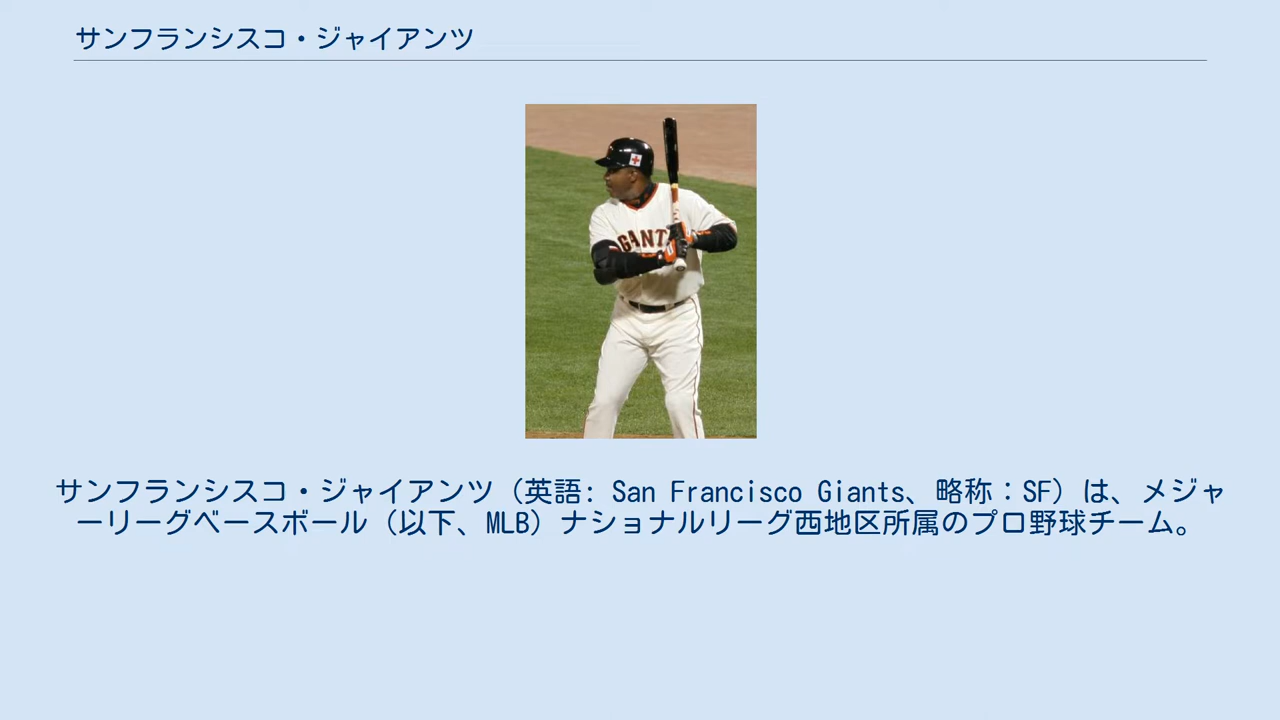 サンフランシスコ・ジャイアンツ
GIANTS
サンフランシスコ・ジャイアンツ（英語: San Francisco Giants、略称：SF）は、メジャ
ーリーグベースボール（以下、MLB）ナショナルリーグ西地区所属のプロ野球チーム。